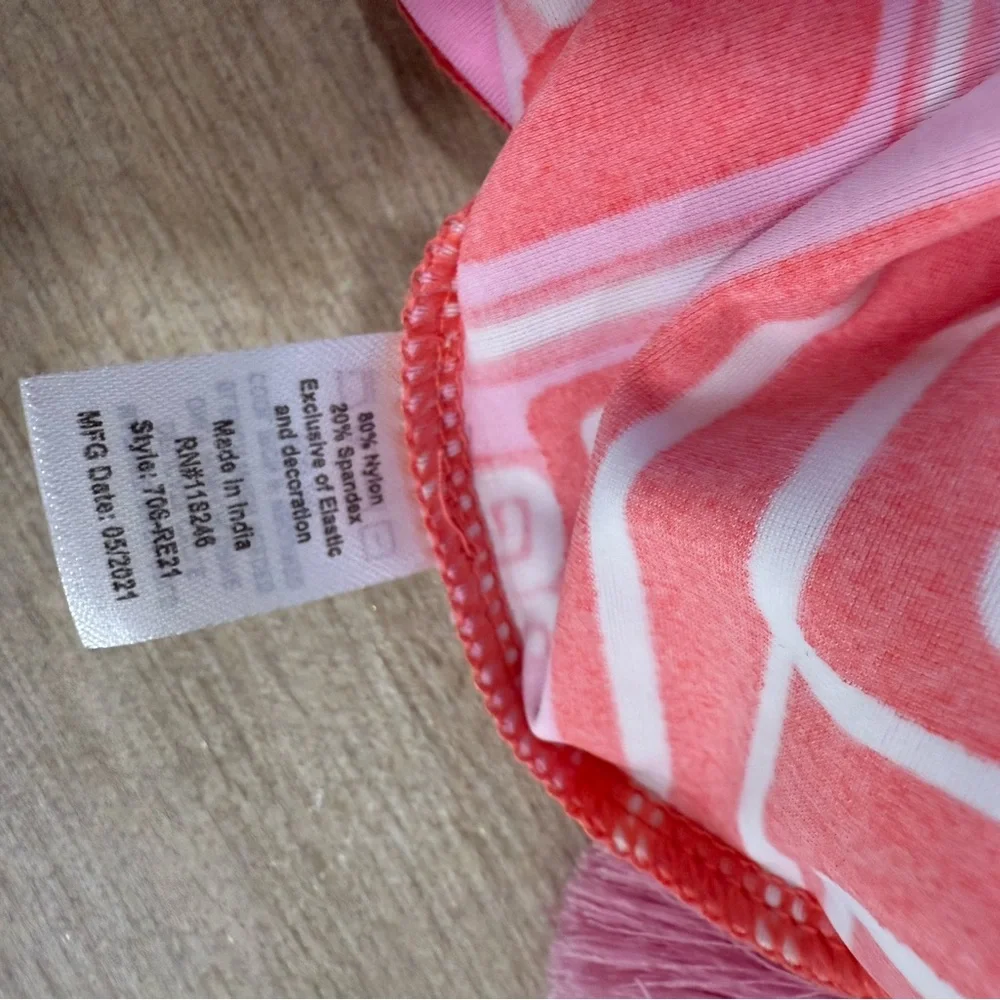 80% Nylon
20% Spandex
Exclusive of Elastic
and decoration
Made in India
RN#118246
Style: 706-RE21
MFG Date: 05/2021